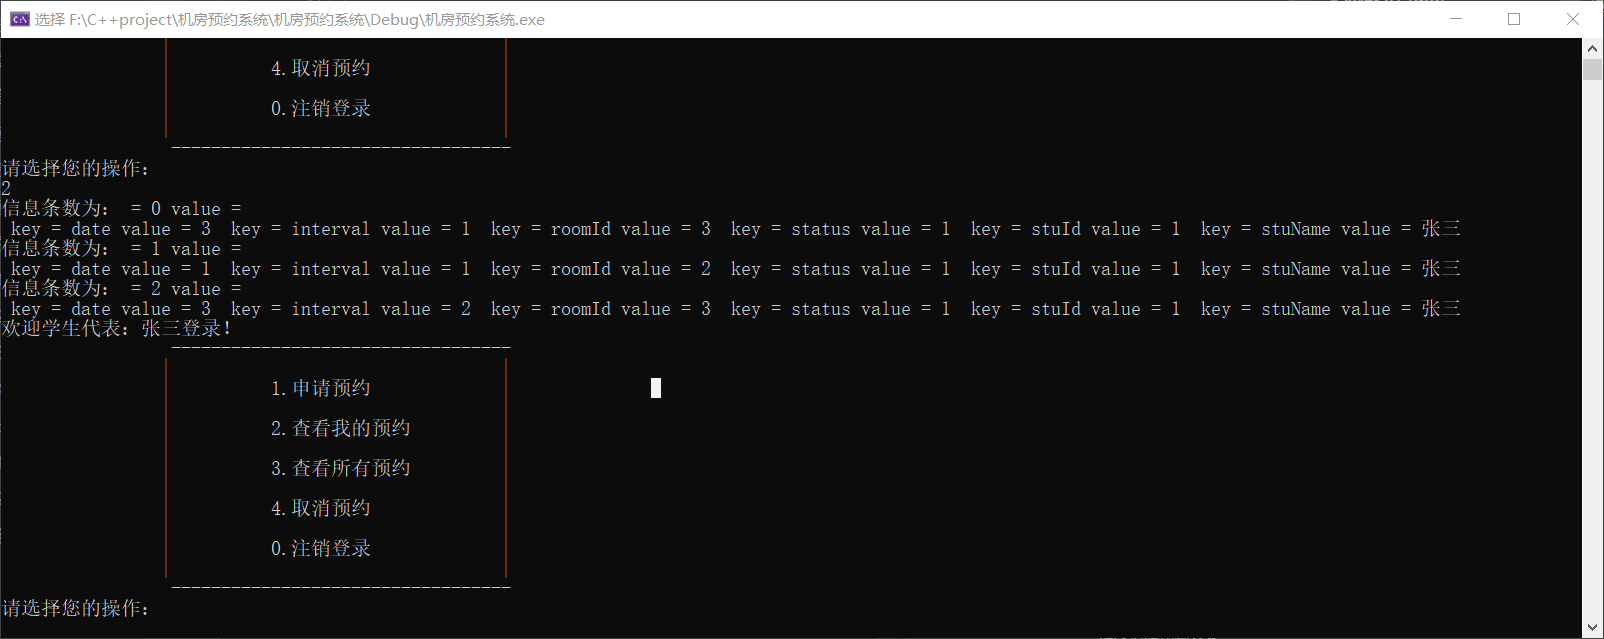 选择 F:\C++project\机房预约系统\机房预约系统\Debug\机房预约系统.exe
4.取消预约
0.注销登录
----------------------------------
请选择您的操作：
2
信息条数为： = 0 value =
key = date value = 3  key = interval value = 1  key = roomId value = 3  key = status value = 1  key = stuId value = 1  key = stuName value = 张三
信息条数为： = 1 value =
key = date value = 1  key = interval value = 1  key = roomId value = 2  key = status value = 1  key = stuId value = 1  key = stuName value = 张三
信息条数为： = 2 value =
key = date value = 3  key = interval value = 2  key = roomId value = 3  key = status value = 1  key = stuId value = 1  key = stuName value = 张三
欢迎学生代表：张三登录！
----------------------------------
1.申请预约
2.查看我的预约
3.查看所有预约
4.取消预约
0.注销登录
----------------------------------
请选择您的操作：